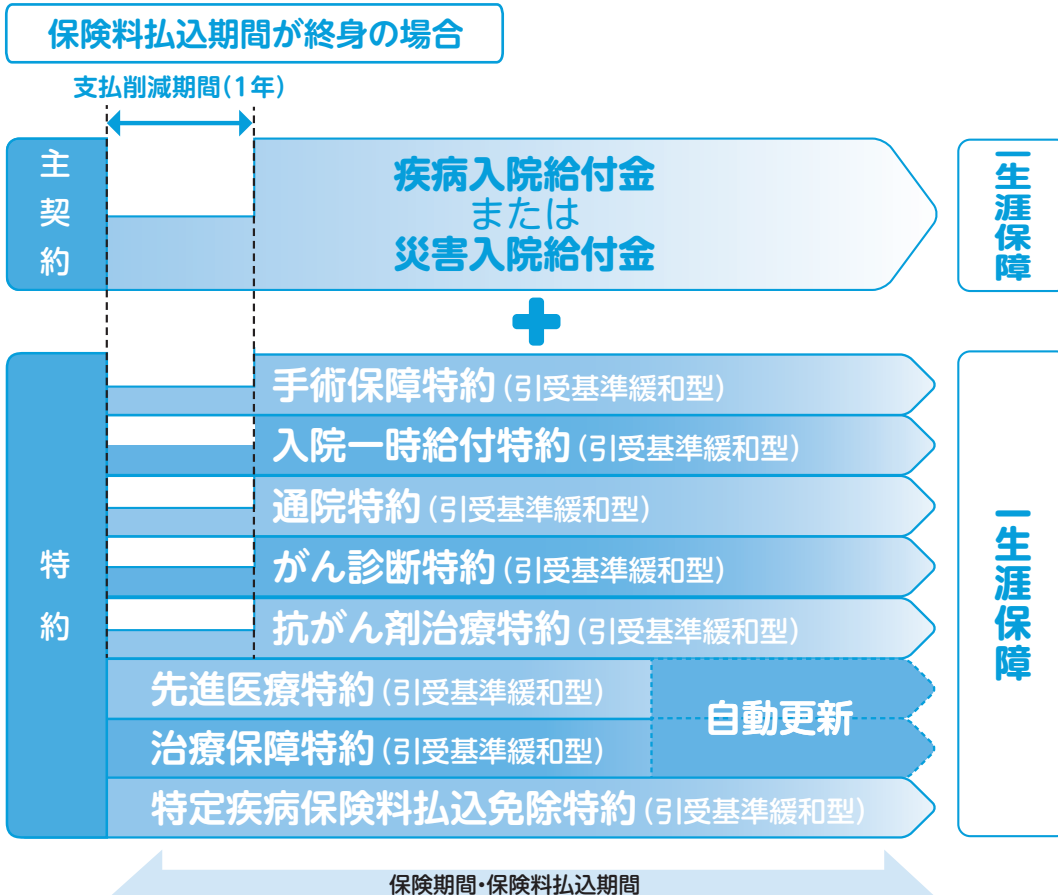 保険料払込期間が終身の場合
支払削減期間(1年)
主契約
疾病入院給付金
または
災害入院給付金
一生涯保障
特約
手術保障特約(引受基準緩和型)
入院一時給付特約(引受基準緩和型)
通院特約(引受基準緩和型)
がん診断特約(引受基準緩和型)
抗がん剤治療特約(引受基準緩和型)
先進医療特約(引受基準緩和型)
自動更新
治療保障特約(引受基準緩和型)
特定疾病保険料払込免除特約(引受基準緩和型)
一生涯保障
保険期間・保険料払込期間